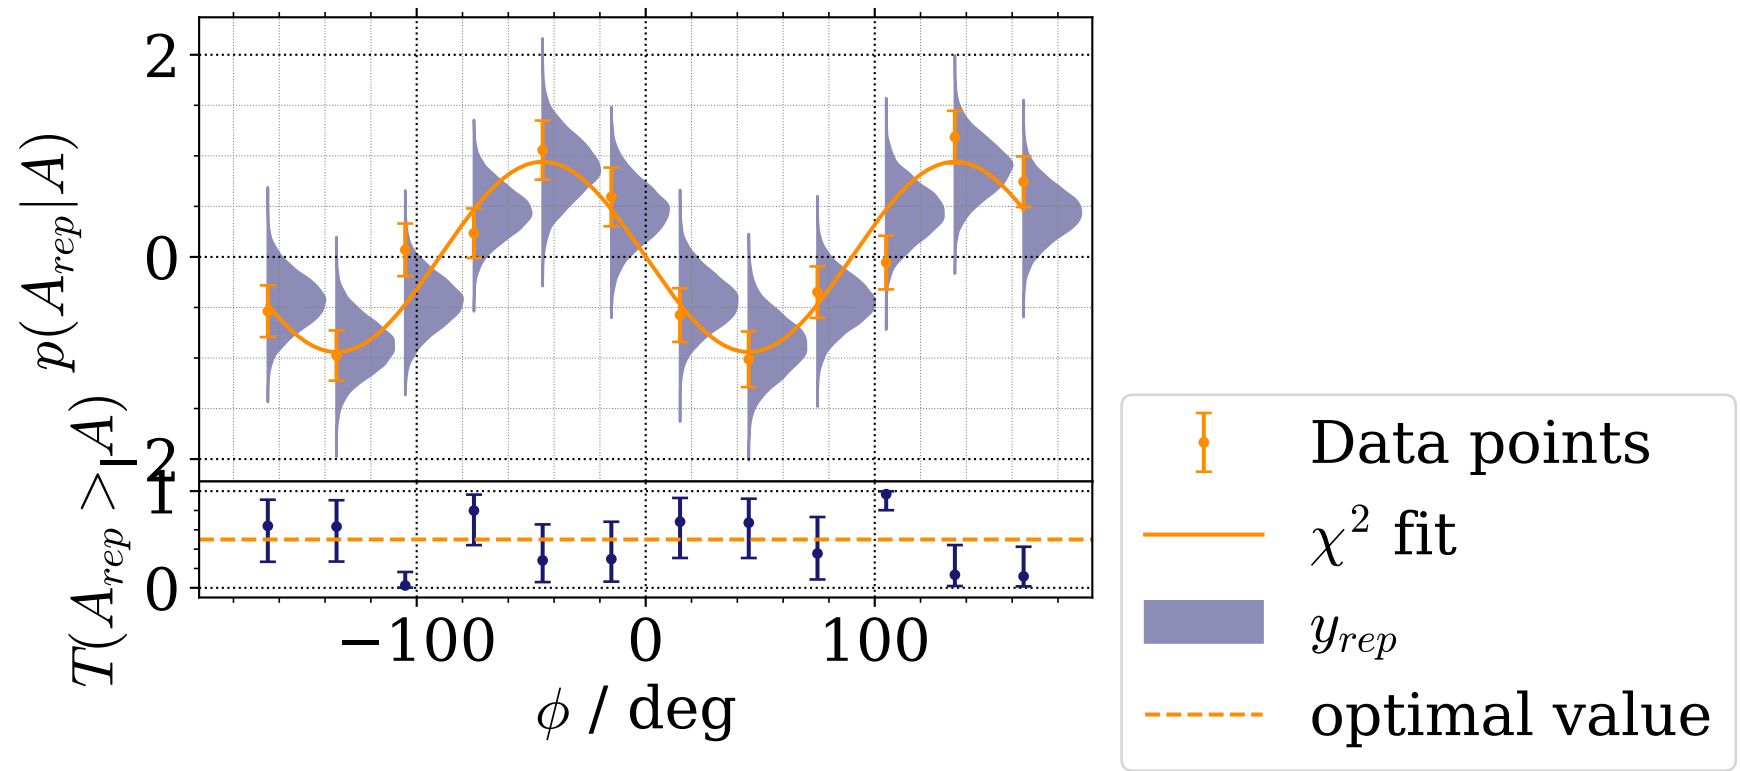 p(A_rep|A)
2
0
−2
T(A_rep > A)
1
0
−100 0 100
ϕ / deg
Data points
χ² fit
y_rep
optimal value